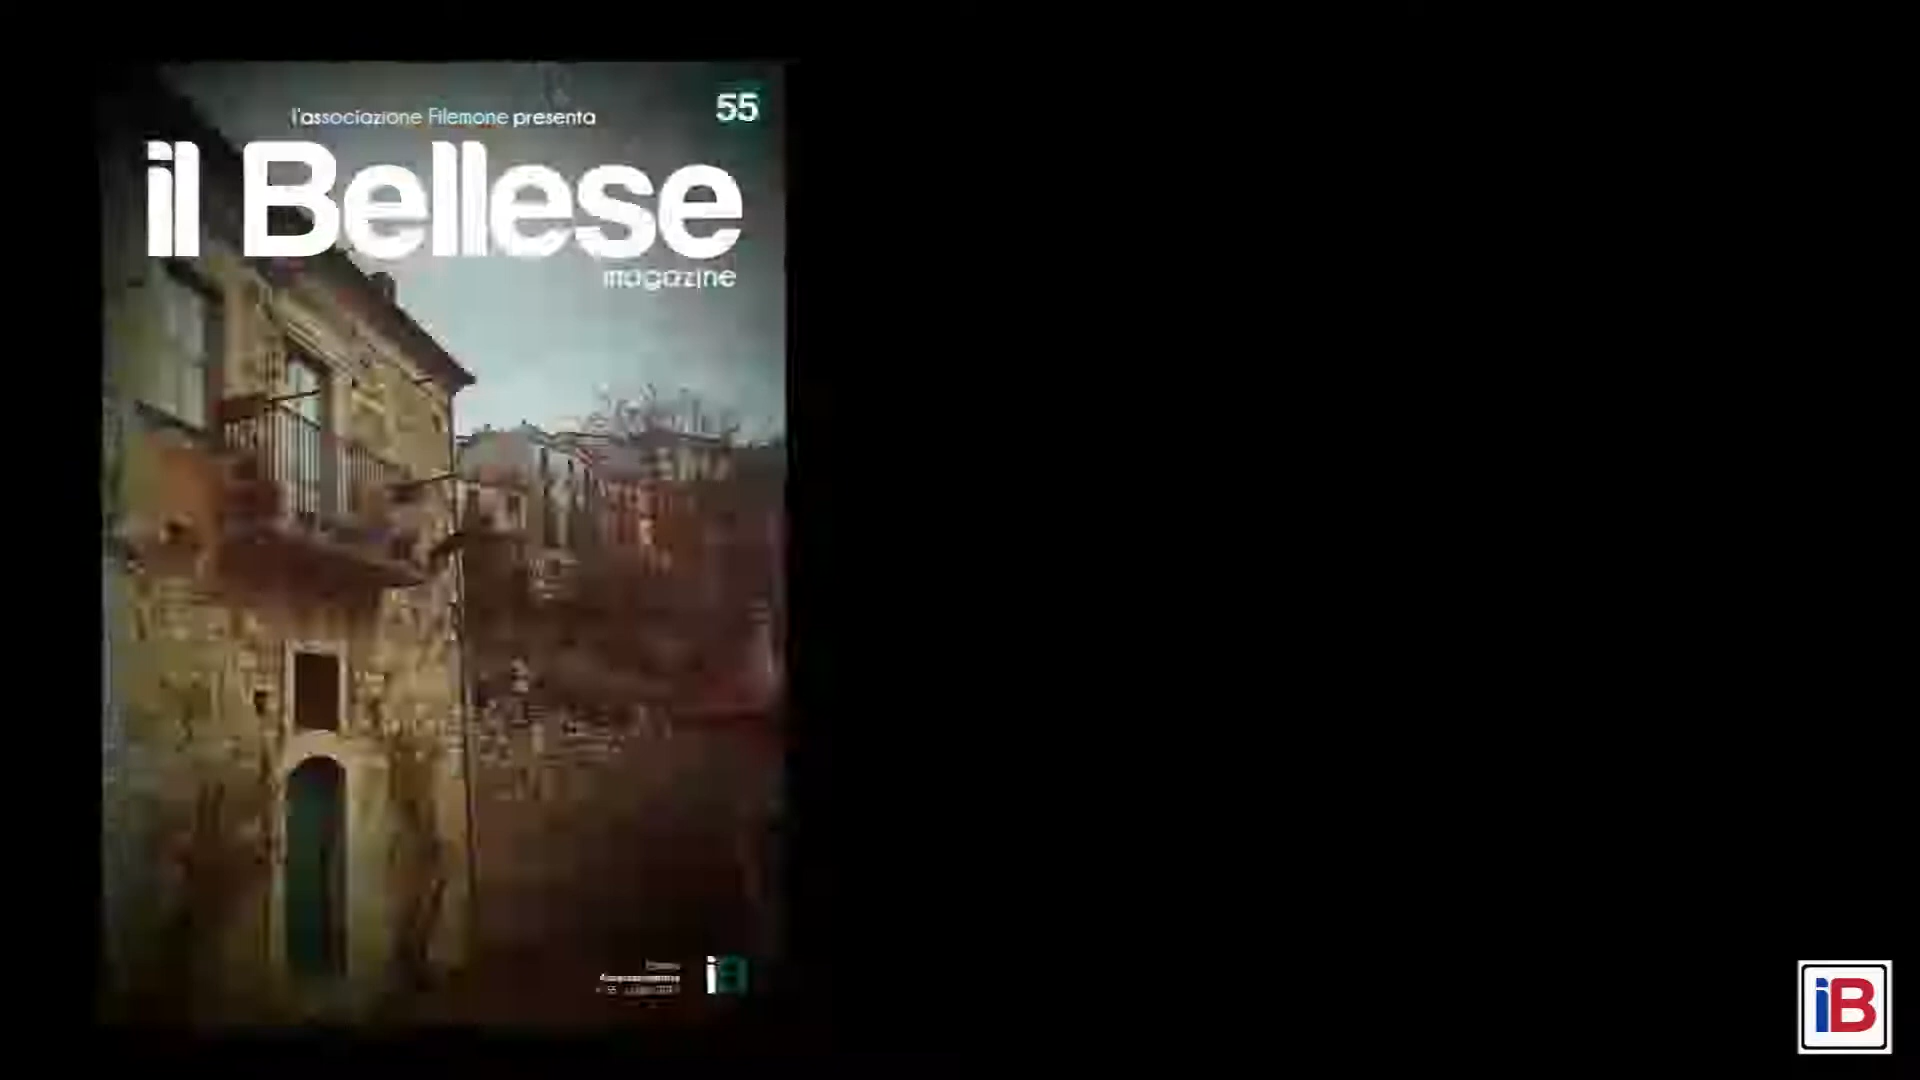 l'associazione Filemone presenta
55
il Bellese
magazine
iB
iB